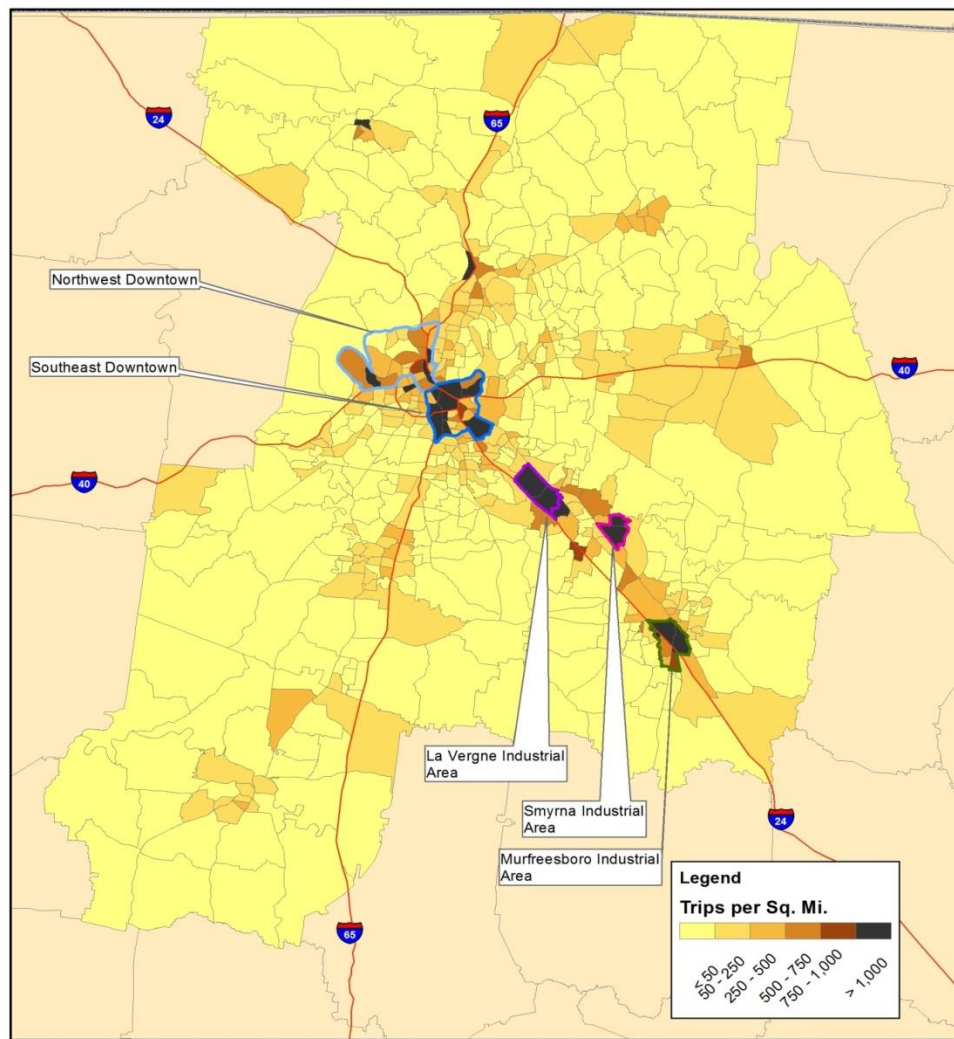 24
65
Northwest Downtown
Southeast Downtown
40
40
La Vergne Industrial
Area
Smyrna Industrial
Area
Murfreesboro Industrial
Area
24
65
Legend
Trips per Sq. Mi.
≤ 50
50 - 250
250 - 500
500 - 750
750 - 1,000
> 1,000